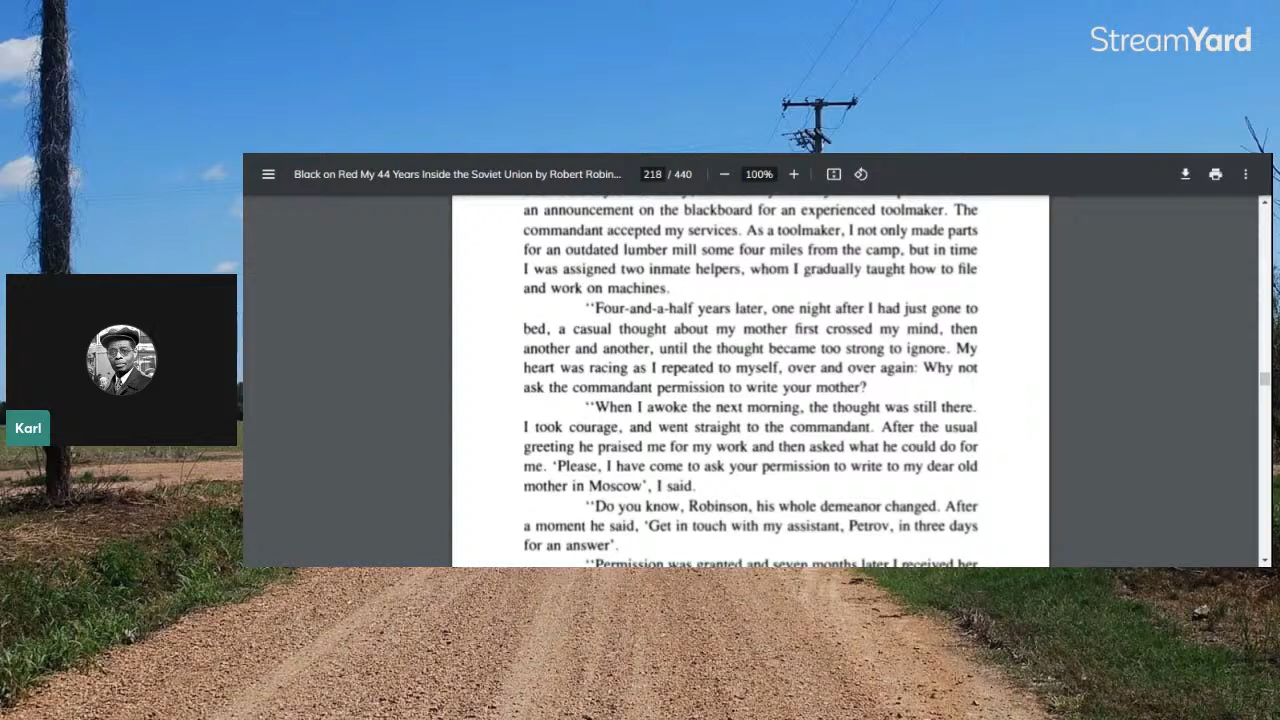 StreamYard
Black on Red My 44 Years Inside the Soviet Union by Robert Robin...
218 / 440
100%
an announcement on the blackboard for an experienced toolmaker. The
commandant accepted my services. As a toolmaker, I not only made parts
for an outdated lumber mill some four miles from the camp, but in time
I was assigned two inmate helpers, whom I gradually taught how to file
and work on machines.
"Four-and-a-half years later, one night after I had just gone to
bed, a casual thought about my mother first crossed my mind, then
another and another, until the thought became too strong to ignore. My
heart was racing as I repeated to myself, over and over again: Why not
ask the commandant permission to write your mother?
"When I awoke the next morning, the thought was still there.
I took courage, and went straight to the commandant. After the usual
greeting he praised me for my work and then asked what he could do for
me. 'Please, I have come to ask your permission to write to my dear old
mother in Moscow', I said.
"Do you know, Robinson, his whole demeanor changed. After
a moment he said, 'Get in touch with my assistant, Petrov, in three days
for an answer'.
"Permission was granted and seven months later I received her
Karl